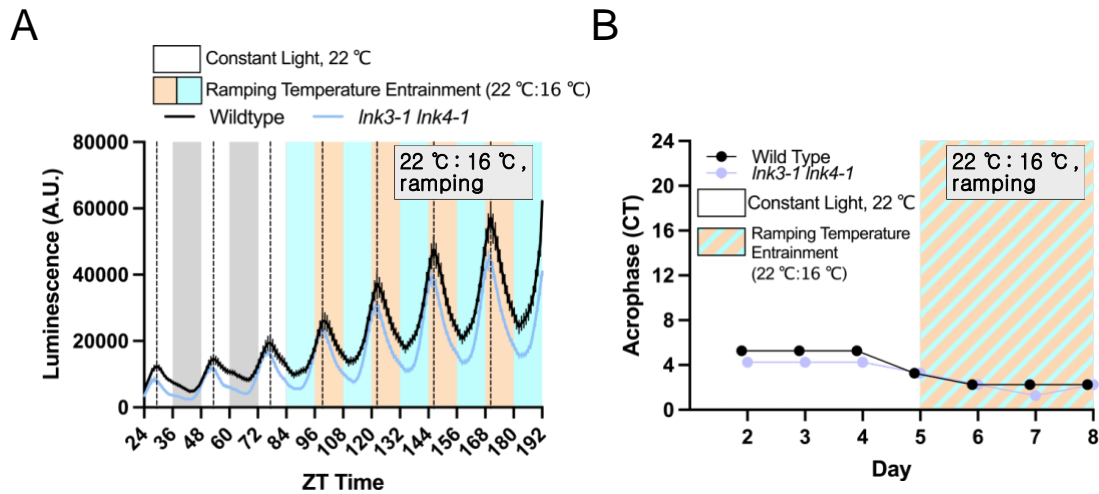 A
Constant Light, 22 ℃
Ramping Temperature Entrainment (22 ℃:16 ℃)
Wildtype
lnk3-1 lnk4-1
80000
60000
40000
20000
0
Luminescence (A.U.)
22 ℃: 16 ℃,
ramping
24
36
48
60
72
84
96
108
120
132
144
156
168
180
192
ZT Time
B
24
20
16
12
8
4
0
Acrophase (CT)
Wild Type
lnk3-1 lnk4-1
Constant Light, 22 ℃
Ramping Temperature
Entrainment
(22 ℃:16 ℃)
22 ℃: 16 ℃,
ramping
2
3
4
5
6
7
8
Day